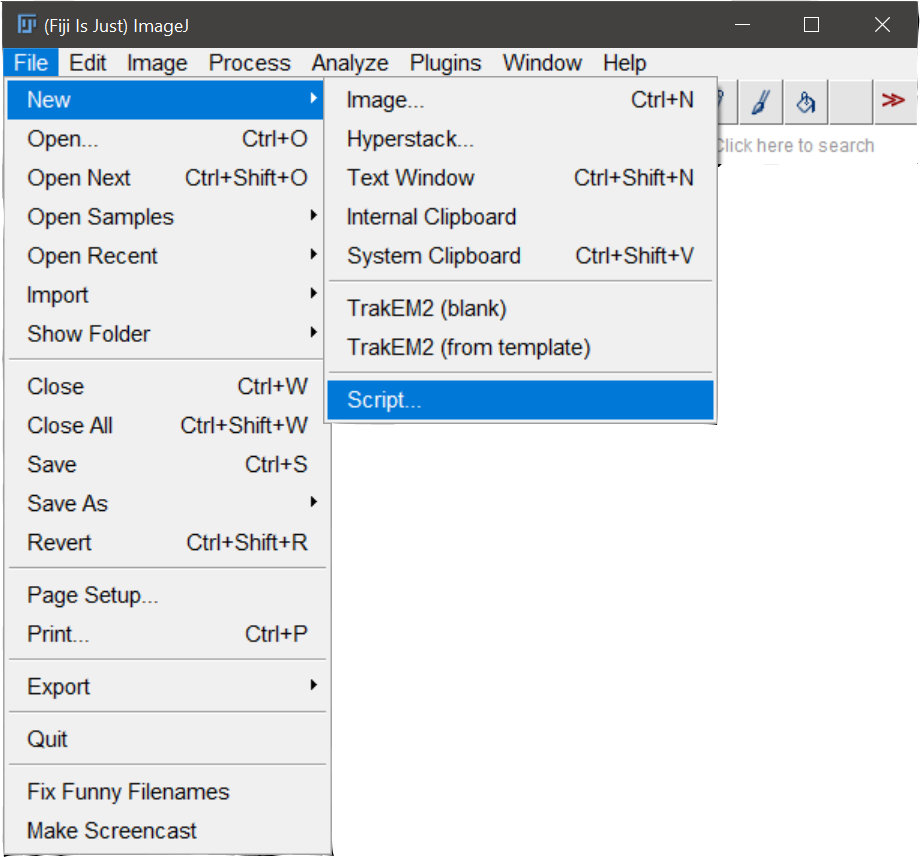 (Fiji Is Just) ImageJ
File Edit Image Process Analyze Plugins Window Help
New
Open... Ctrl+O
Open Next Ctrl+Shift+O
Open Samples
Open Recent
Import
Show Folder
Close Ctrl+W
Close All Ctrl+Shift+W
Save Ctrl+S
Save As
Revert Ctrl+Shift+R
Page Setup...
Print... Ctrl+P
Export
Quit
Fix Funny Filenames
Make Screencast
Image... Ctrl+N
Hyperstack...
Text Window Ctrl+Shift+N
Internal Clipboard
System Clipboard Ctrl+Shift+V
TrakEM2 (blank)
TrakEM2 (from template)
Script...
Click here to search